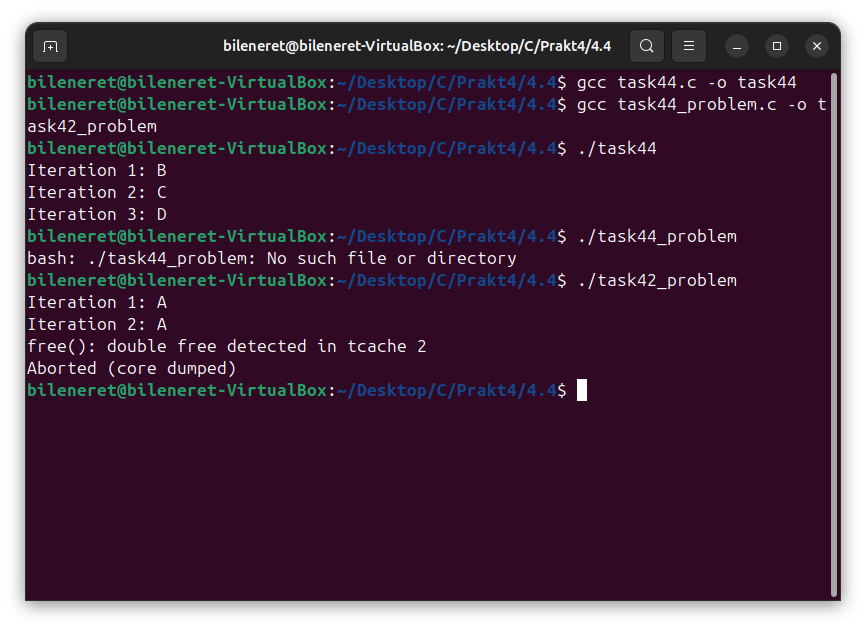 bileneret@bileneret-VirtualBox: ~/Desktop/C/Prakt4/4.4
bileneret@bileneret-VirtualBox:~/Desktop/C/Prakt4/4.4$ gcc task44.c -o task44
bileneret@bileneret-VirtualBox:~/Desktop/C/Prakt4/4.4$ gcc task44_problem.c -o t
ask42_problem
bileneret@bileneret-VirtualBox:~/Desktop/C/Prakt4/4.4$ ./task44
Iteration 1: B
Iteration 2: C
Iteration 3: D
bileneret@bileneret-VirtualBox:~/Desktop/C/Prakt4/4.4$ ./task44_problem
bash: ./task44_problem: No such file or directory
bileneret@bileneret-VirtualBox:~/Desktop/C/Prakt4/4.4$ ./task42_problem
Iteration 1: A
Iteration 2: A
free(): double free detected in tcache 2
Aborted (core dumped)
bileneret@bileneret-VirtualBox:~/Desktop/C/Prakt4/4.4$